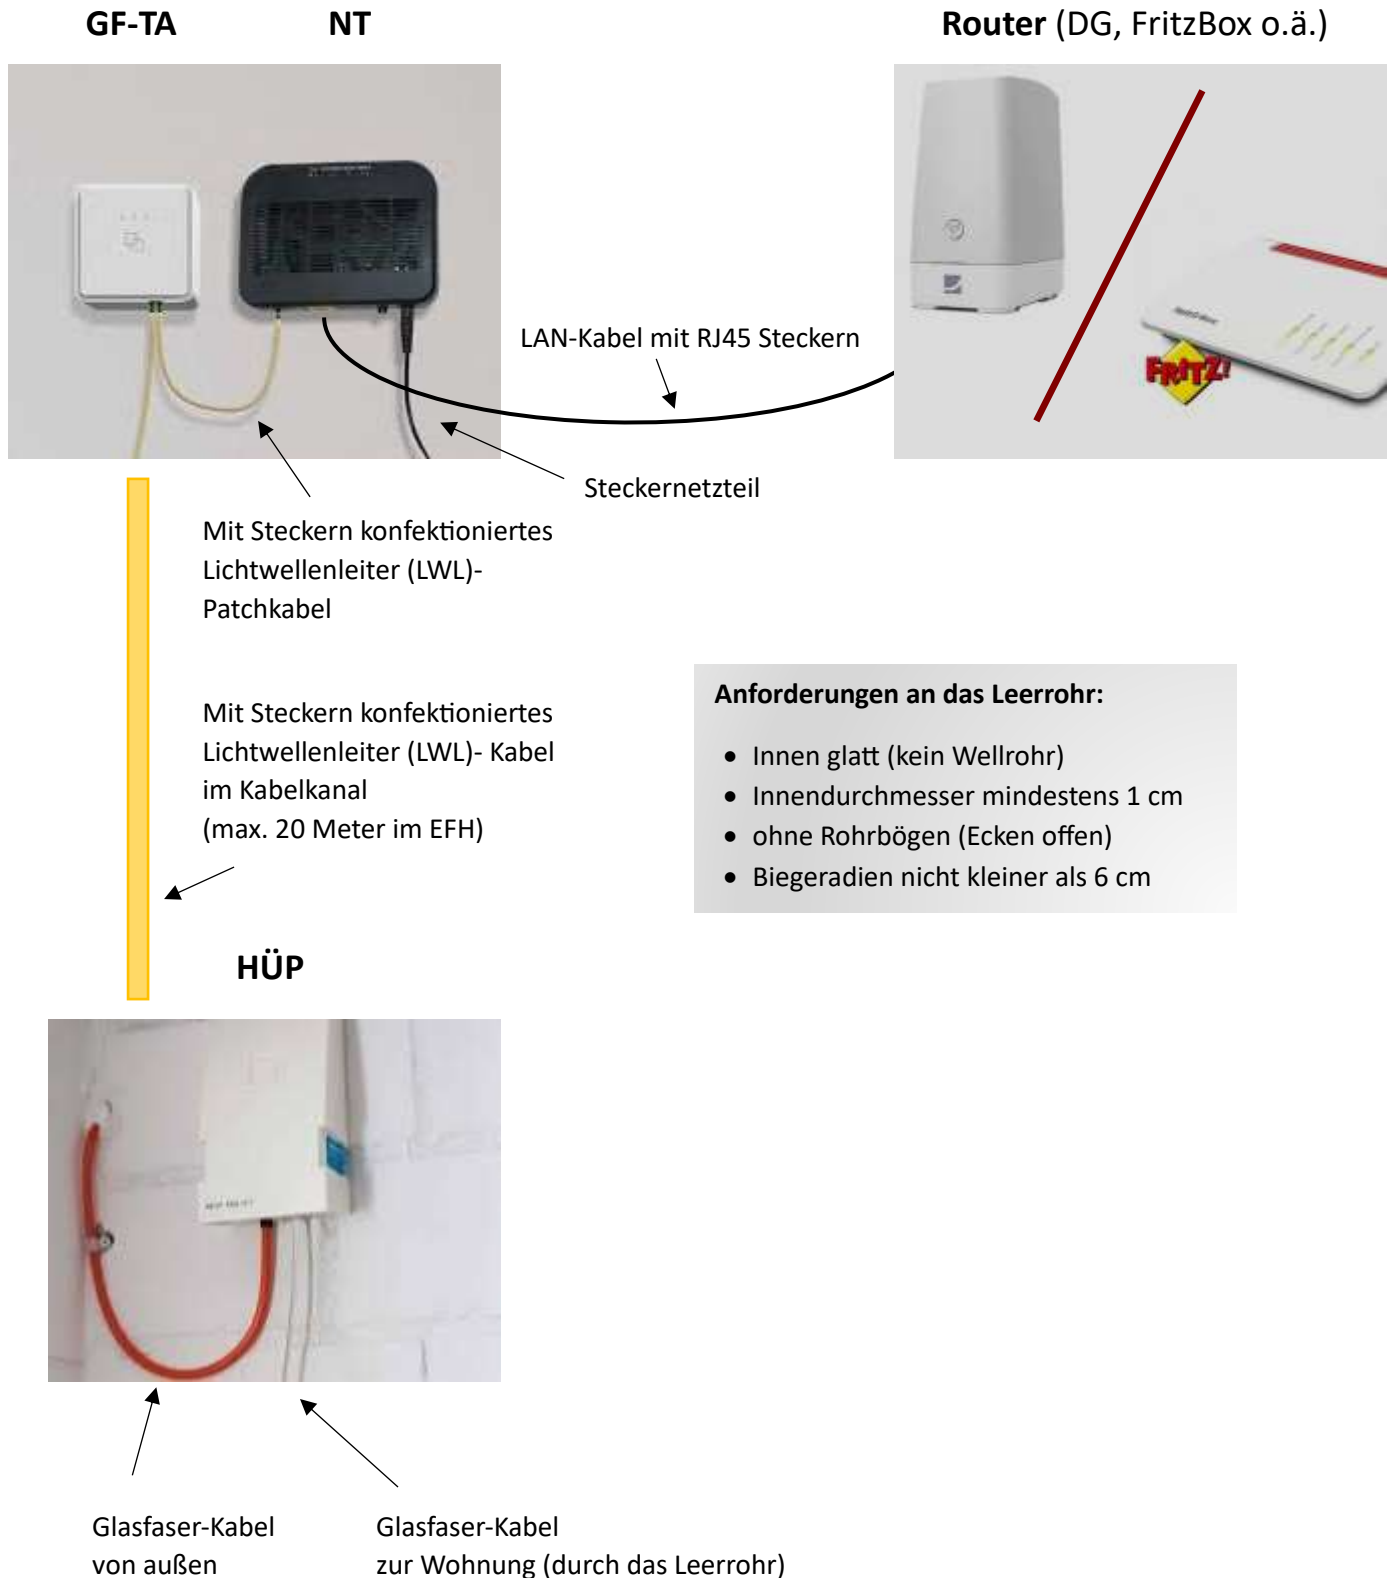 GF-TA
NT
Router (DG, FritzBox o.ä.)
FRITZ!
LAN-Kabel mit RJ45 Steckern
Steckernetzteil
Mit Steckern konfektioniertes
Lichtwellenleiter (LWL)-
Patchkabel
Mit Steckern konfektioniertes
Lichtwellenleiter (LWL)- Kabel
im Kabelkanal
(max. 20 Meter im EFH)
Anforderungen an das Leerrohr:
• Innen glatt (kein Wellrohr)
• Innendurchmesser mindestens 1 cm
• ohne Rohrbögen (Ecken offen)
• Biegeradien nicht kleiner als 6 cm
HÜP
Glasfaser-Kabel
von außen
Glasfaser-Kabel
zur Wohnung (durch das Leerrohr)